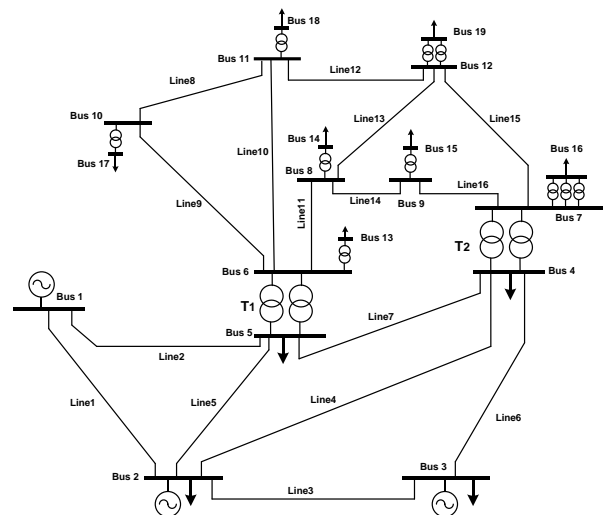 Bus 18
Bus 19
Bus 11
Line12
Bus 12
Line8
Bus 10
Line13
Line15
Bus 14
Bus 15
Bus 16
Line10
Bus 17
Bus 8
Line14
Line16
Bus 9
Line9
Line11
Bus 7
Bus 13
T2
Bus 6
Bus 4
Bus 1
T1
Line7
Bus 5
Line2
Line1
Line5
Line4
Line6
Bus 2
Bus 3
Line3